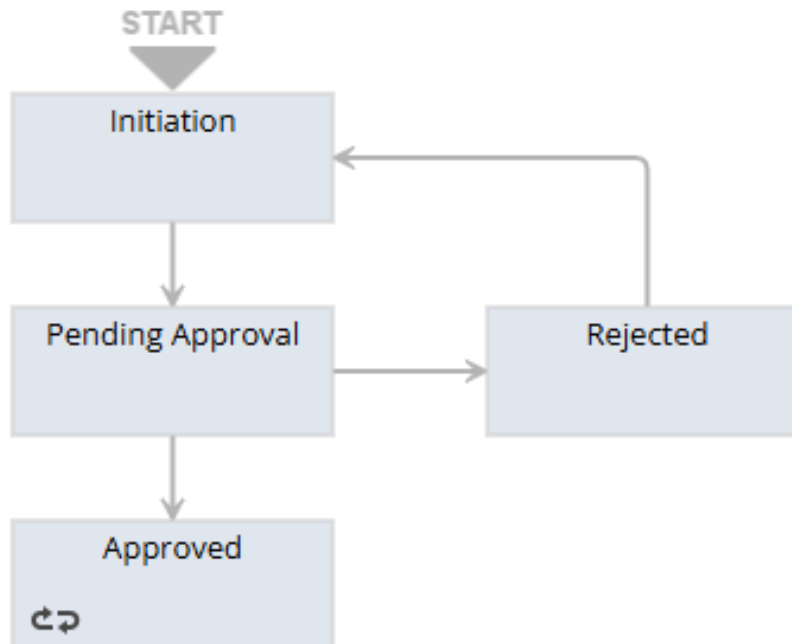 START
Initiation
Pending Approval
Rejected
Approved